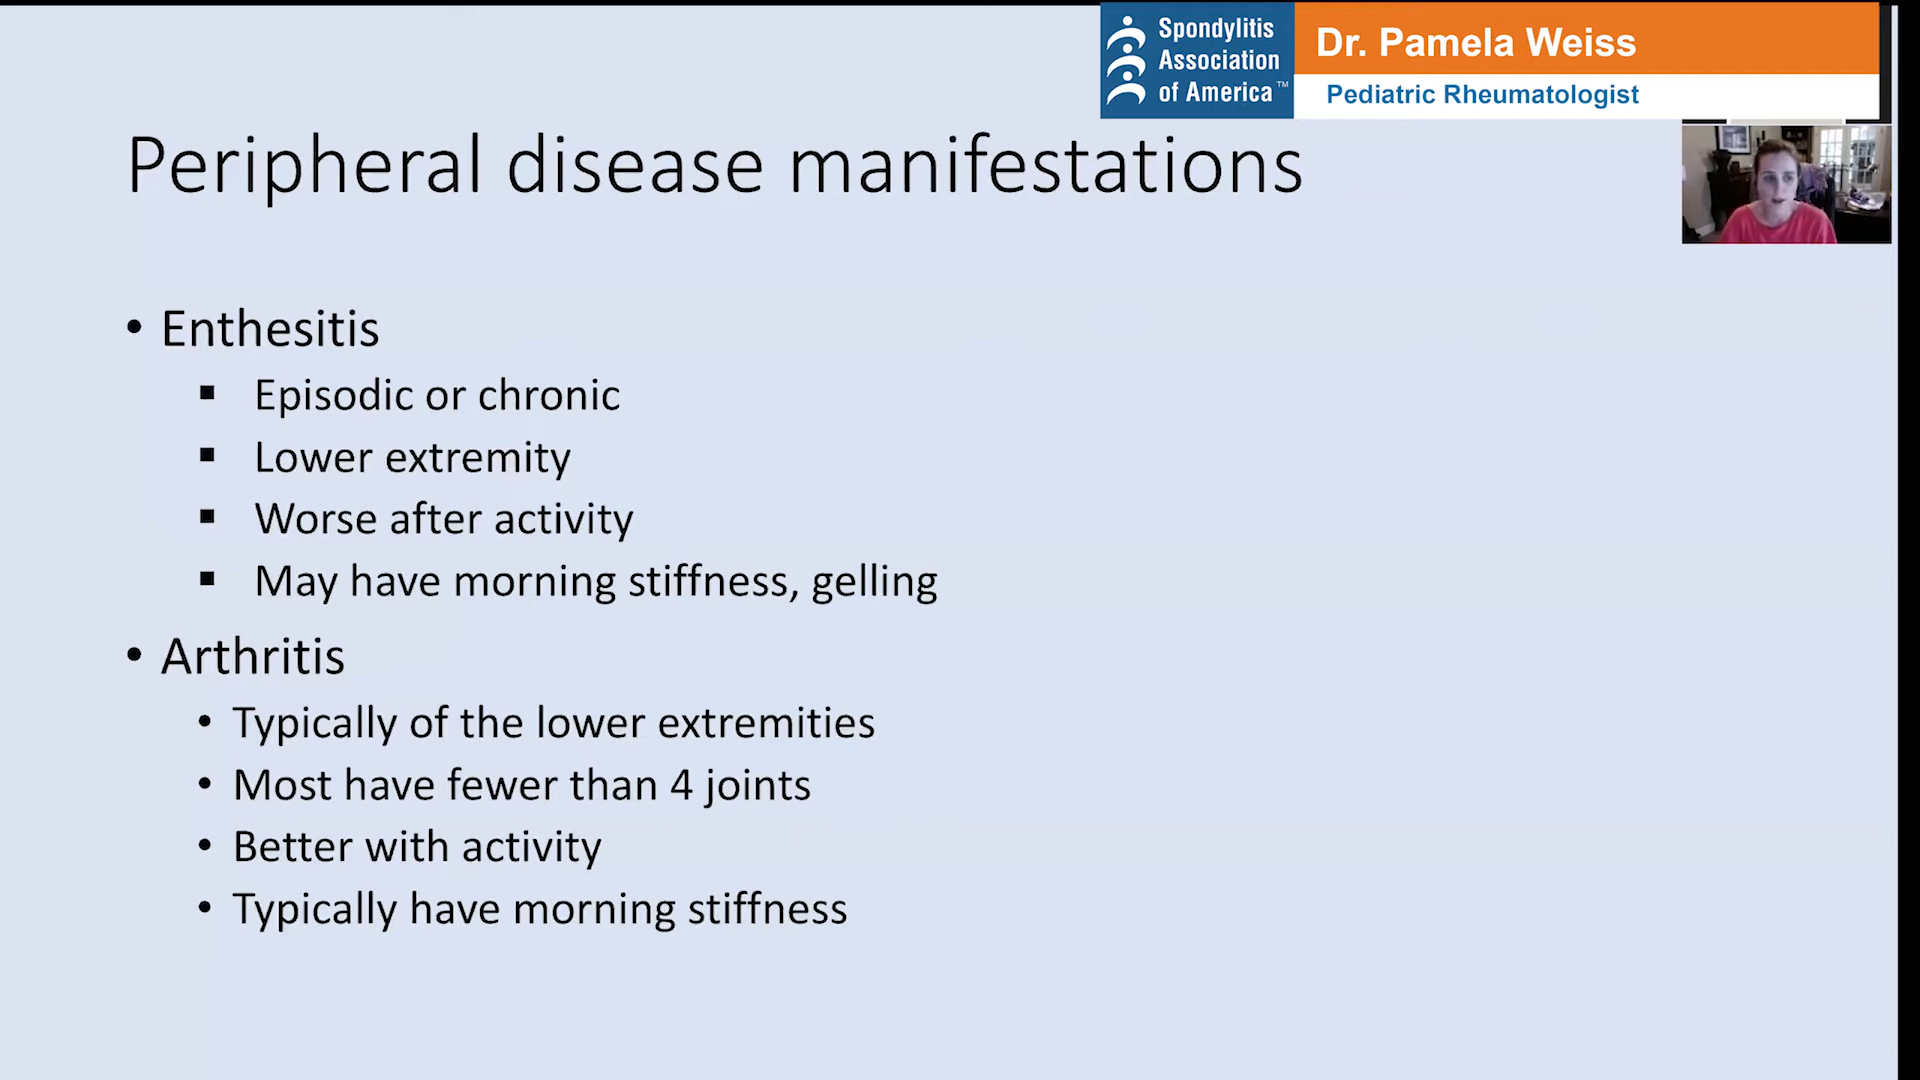 Spondylitis
Association
of America™
Dr. Pamela Weiss
Pediatric Rheumatologist
Peripheral disease manifestations
• Enthesitis
▪ Episodic or chronic
▪ Lower extremity
▪ Worse after activity
▪ May have morning stiffness, gelling
• Arthritis
• Typically of the lower extremities
• Most have fewer than 4 joints
• Better with activity
• Typically have morning stiffness